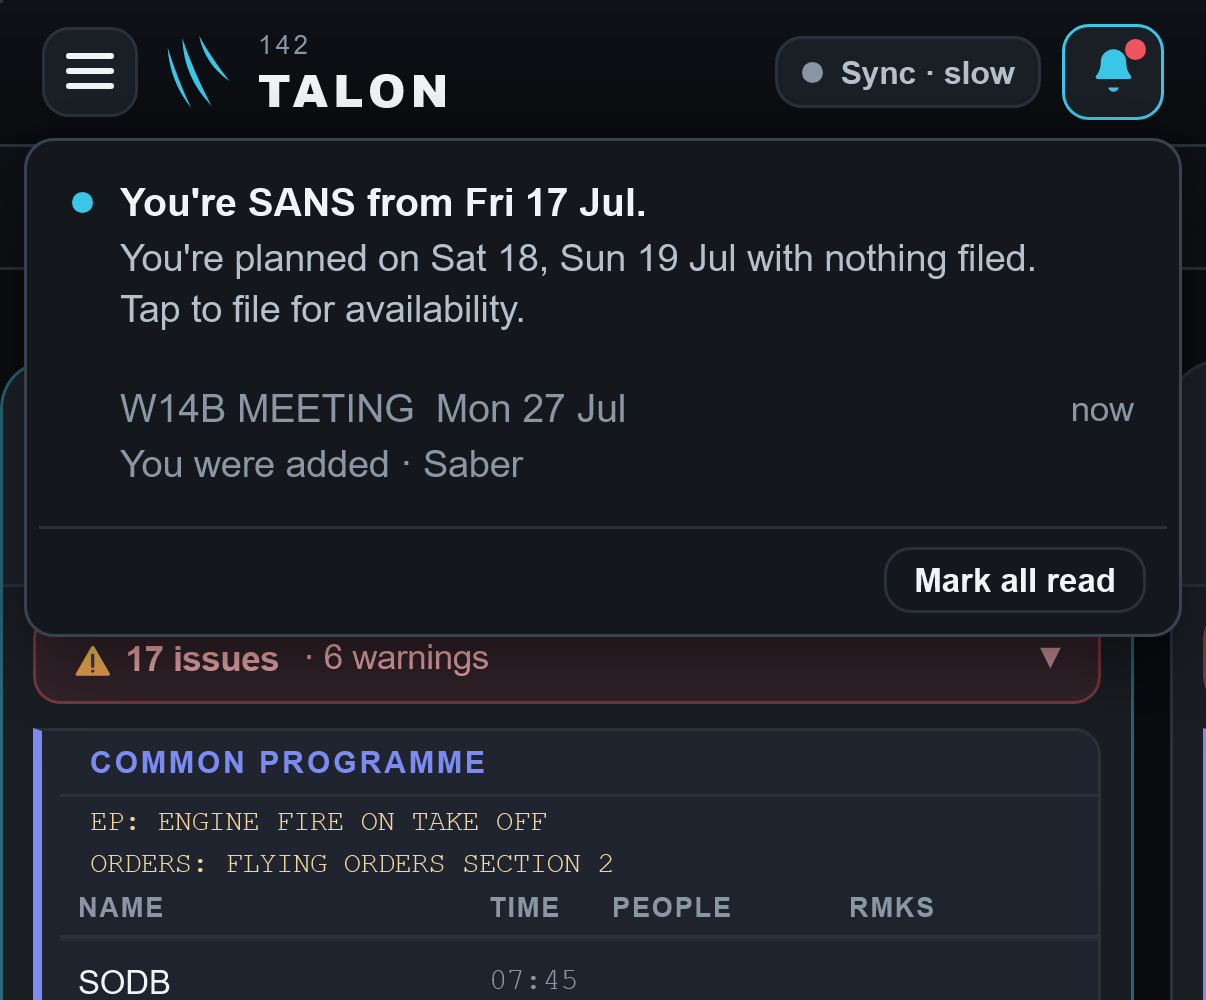 142
TALON
Sync · slow
You're SANS from Fri 17 Jul.
You're planned on Sat 18, Sun 19 Jul with nothing filed.
Tap to file for availability.
W14B MEETING Mon 27 Jul now
You were added · Saber
Mark all read
17 issues · 6 warnings ▼
COMMON PROGRAMME
EP: ENGINE FIRE ON TAKE OFF
ORDERS: FLYING ORDERS SECTION 2
NAME TIME PEOPLE RMKS
SODB 07:45